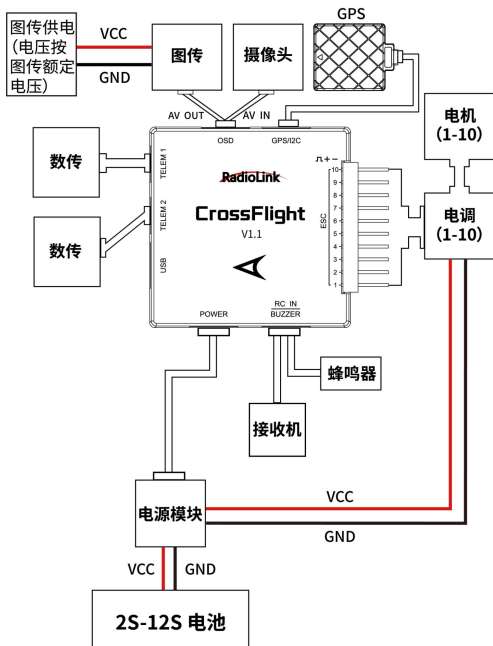 图传供电
(电压按
图传额定
电压)
VCC
GND
图传
摄像头
GPS
AV OUT
AV IN
OSD
GPS/I2C
电机
(1-10)
数传
TELEM 1
RadioLink
CrossFlight
V1.1
+ -
10
9
8
7
6
5
4
3
2
1
ESC
电调
(1-10)
数传
TELEM 2
USB
POWER
RC IN
BUZZER
蜂鸣器
接收机
电源模块
VCC
GND
VCC
GND
2S-12S 电池